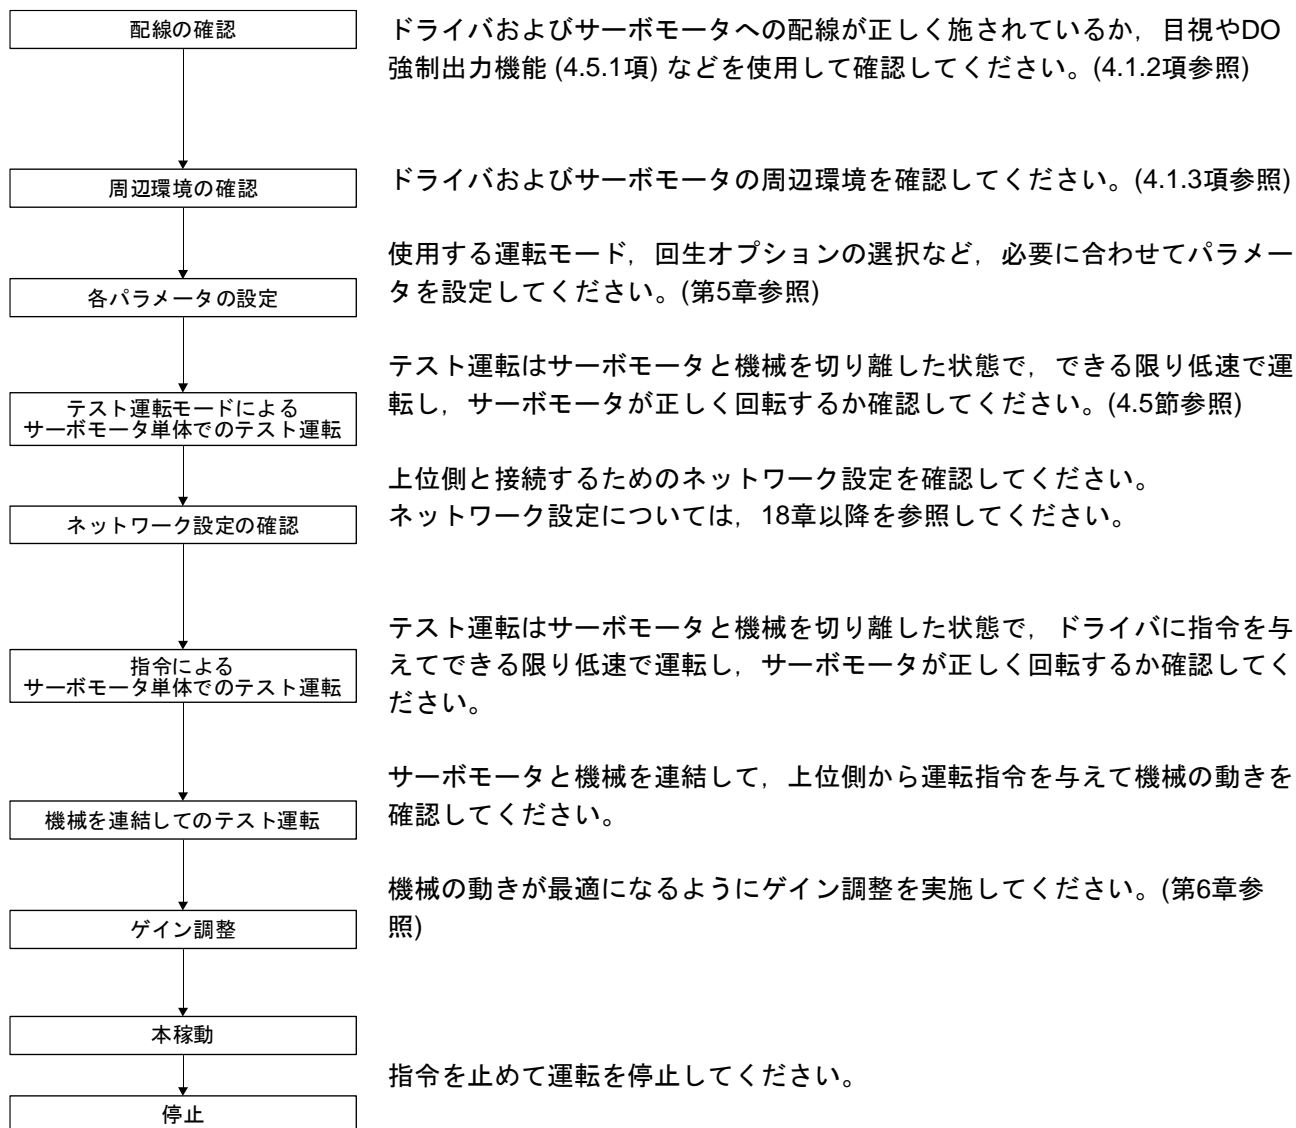 配線の確認
ドライバおよびサーボモータへの配線が正しく施されているか，目視やDO
強制出力機能 (4.5.1項) などを使用して確認してください。(4.1.2項参照)
周辺環境の確認
ドライバおよびサーボモータの周辺環境を確認してください。(4.1.3項参照)
使用する運転モード，回生オプションの選択など，必要に合わせてパラメー
タを設定してください。(第5章参照)
各パラメータの設定
テスト運転はサーボモータと機械を切り離した状態で，できる限り低速で運
転し，サーボモータが正しく回転するか確認してください。(4.5節参照)
テスト運転モードによる
サーボモータ単体でのテスト運転
上位側と接続するためのネットワーク設定を確認してください。
ネットワーク設定については，18章以降を参照してください。
ネットワーク設定の確認
テスト運転はサーボモータと機械を切り離した状態で，ドライバに指令を与
えてできる限り低速で運転し，サーボモータが正しく回転するか確認してく
ださい。
指令による
サーボモータ単体でのテスト運転
サーボモータと機械を連結して，上位側から運転指令を与えて機械の動きを
確認してください。
機械を連結してのテスト運転
機械の動きが最適になるようにゲイン調整を実施してください。(第6章参
照)
ゲイン調整
本稼動
指令を止めて運転を停止してください。
停止